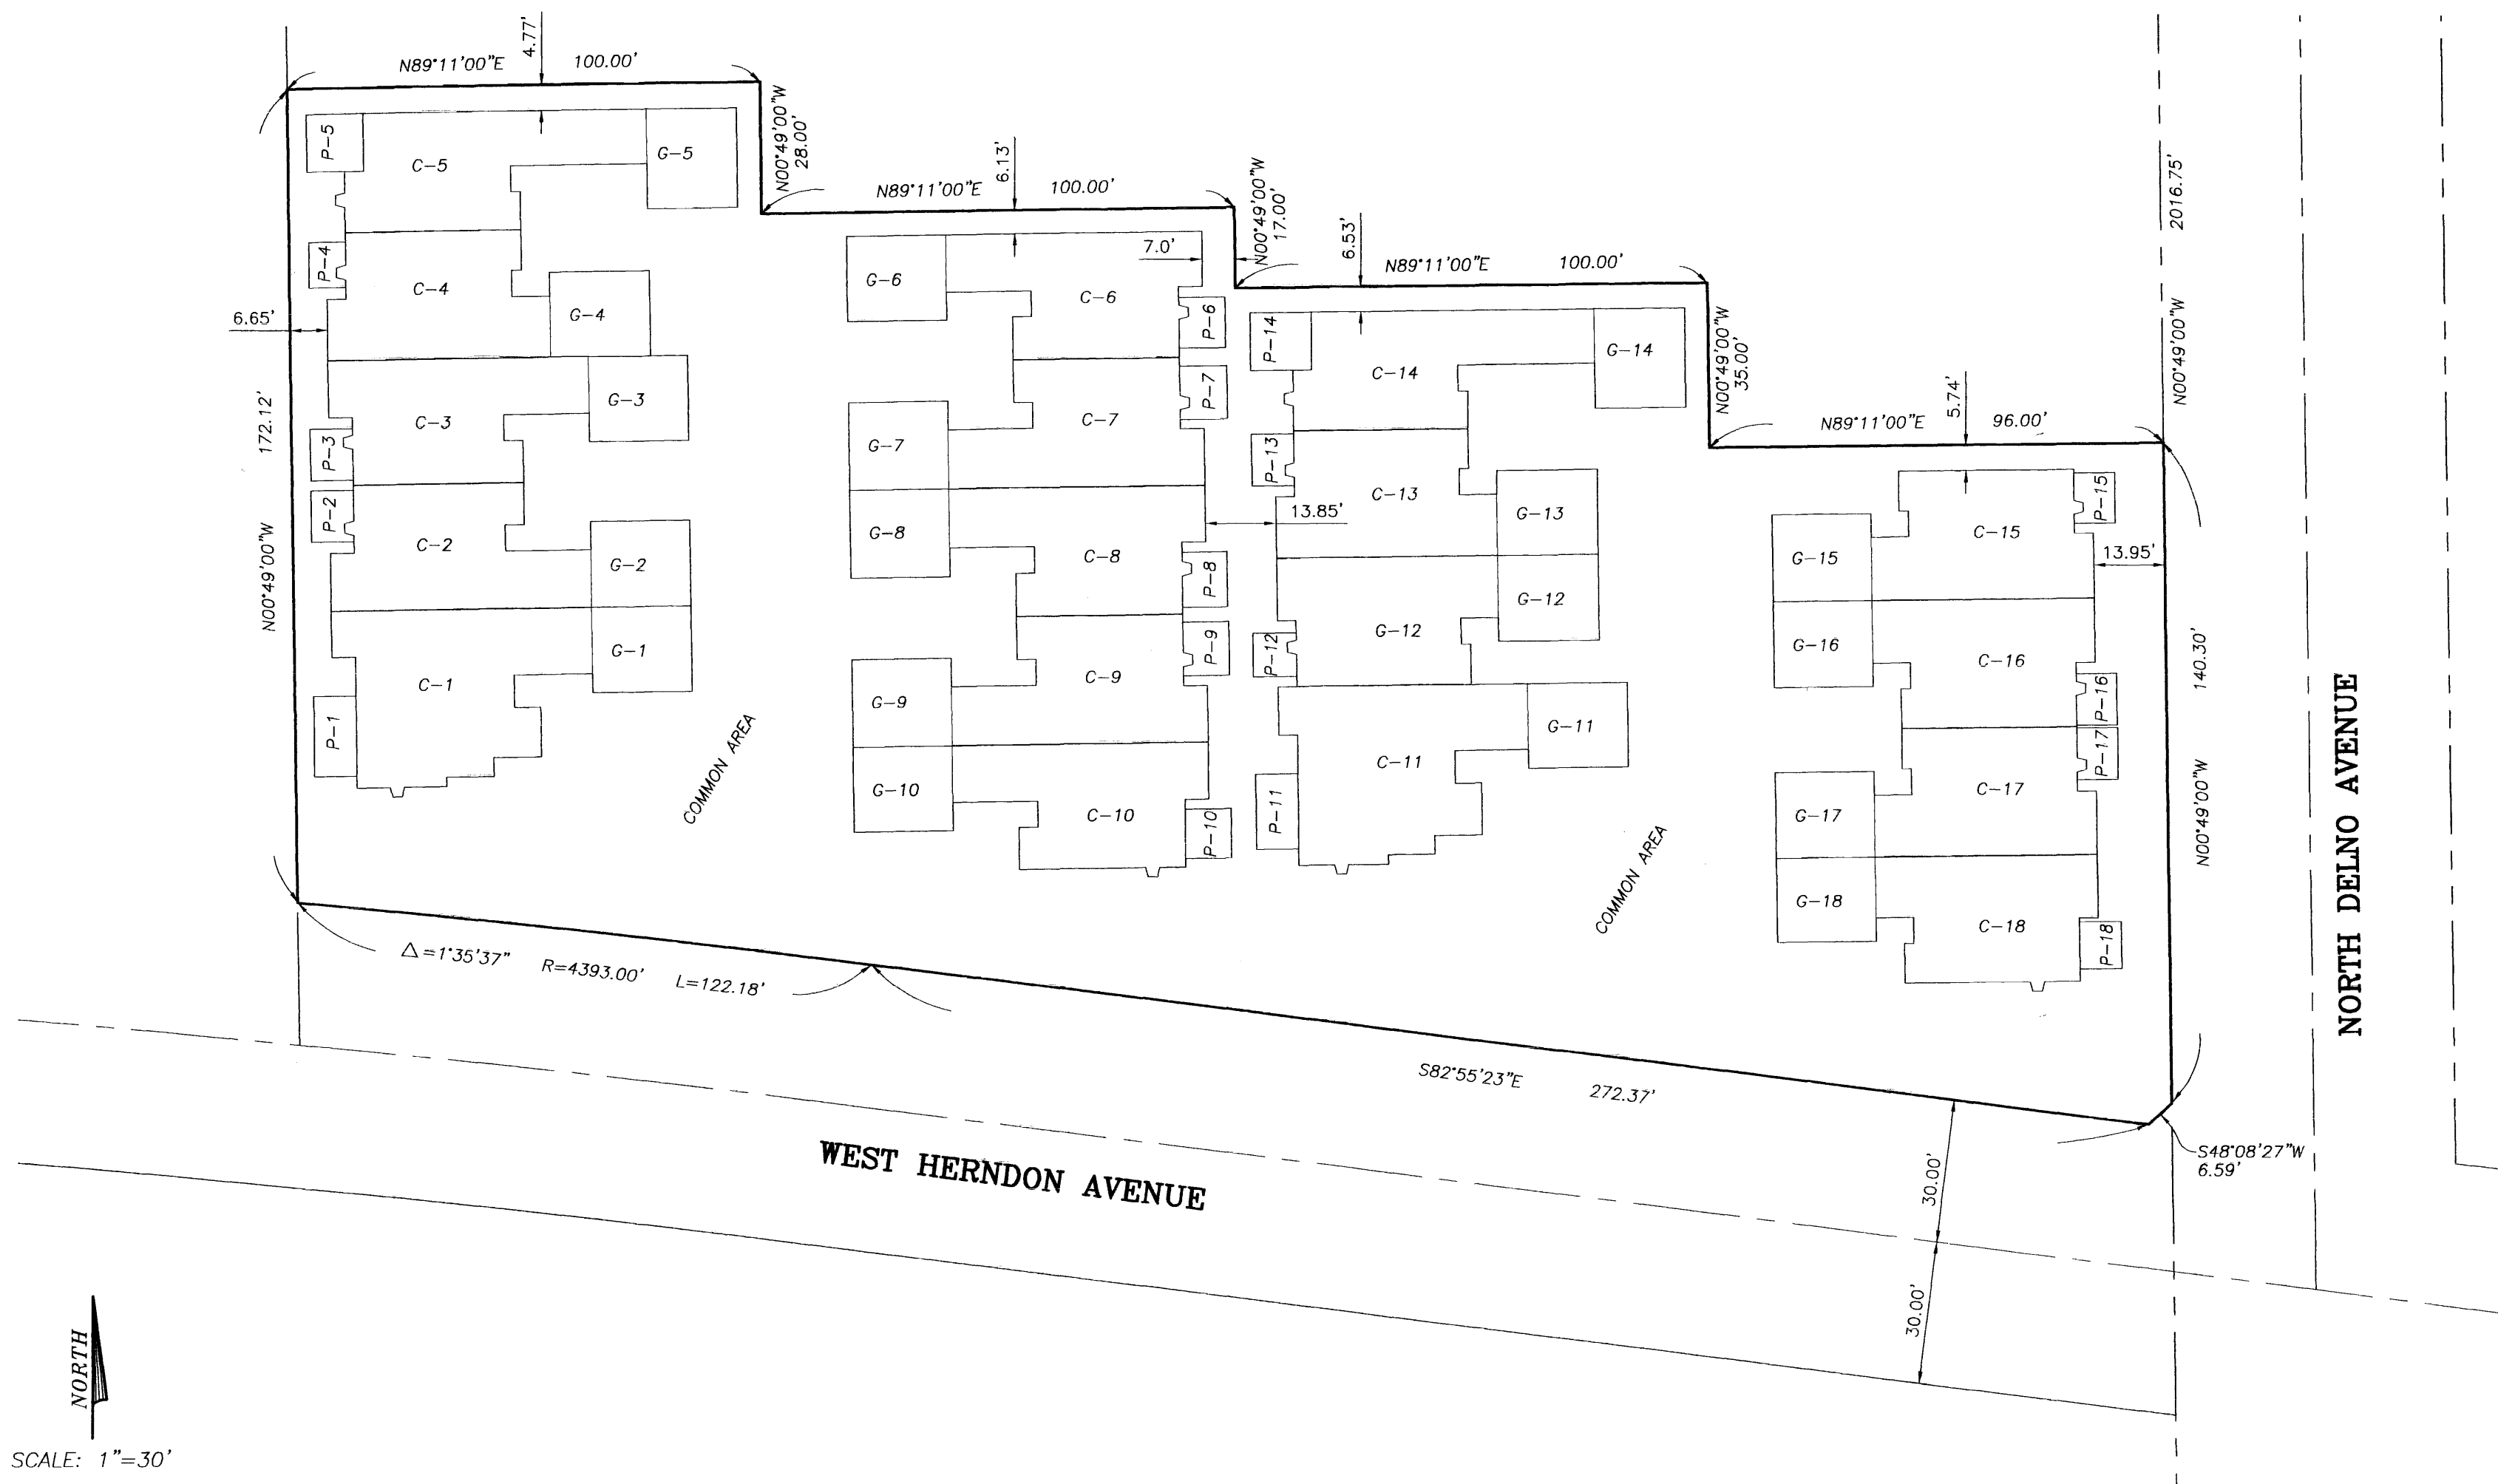 N89°11'00"E 100.00'
4.77'
N00°49'00"W
28.00'
N89°11'00"E 100.00'
6.13'
N00°49'00"W
17.00'
N89°11'00"E 100.00'
6.53'
N00°49'00"W
35.00'
N89°11'00"E 96.00'
5.74'
2016.75'
N00°49'00"W
P-5
C-5
G-5
P-4
C-4
G-4
6.65'
172.12'
N00°49'00"W
P-3
C-3
G-3
P-2
C-2
G-2
P-1
C-1
G-1
COMMON AREA
G-6
C-6
P-6
7.0'
G-7
C-7
P-7
G-8
C-8
P-8
G-9
C-9
P-9
G-10
C-10
P-10
13.85'
P-14
C-14
G-14
P-13
C-13
G-13
P-12
G-12
G-12
P-11
C-11
G-11
COMMON AREA
G-15
C-15
P-15
13.95'
G-16
C-16
P-16
G-17
C-17
P-17
G-18
C-18
P-18
140.30'
N00°49'00"W
NORTH DELNO AVENUE
Δ=1°35'37" R=4393.00' L=122.18'
S82°55'23"E 272.37'
S48°08'27"W
6.59'
30.00'
30.00'
WEST HERNDON AVENUE
NORTH
SCALE: 1"=30'